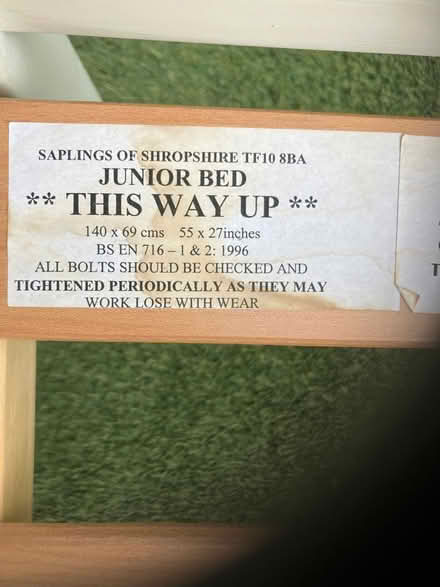 SAPLINGS OF SHROPSHIRE TF10 8BA
JUNIOR BED
** THIS WAY UP **
140 x 69 cms 55 x 27inches
BS EN 716 – 1 & 2: 1996
ALL BOLTS SHOULD BE CHECKED AND
TIGHTENED PERIODICALLY AS THEY MAY
WORK LOSE WITH WEAR
T